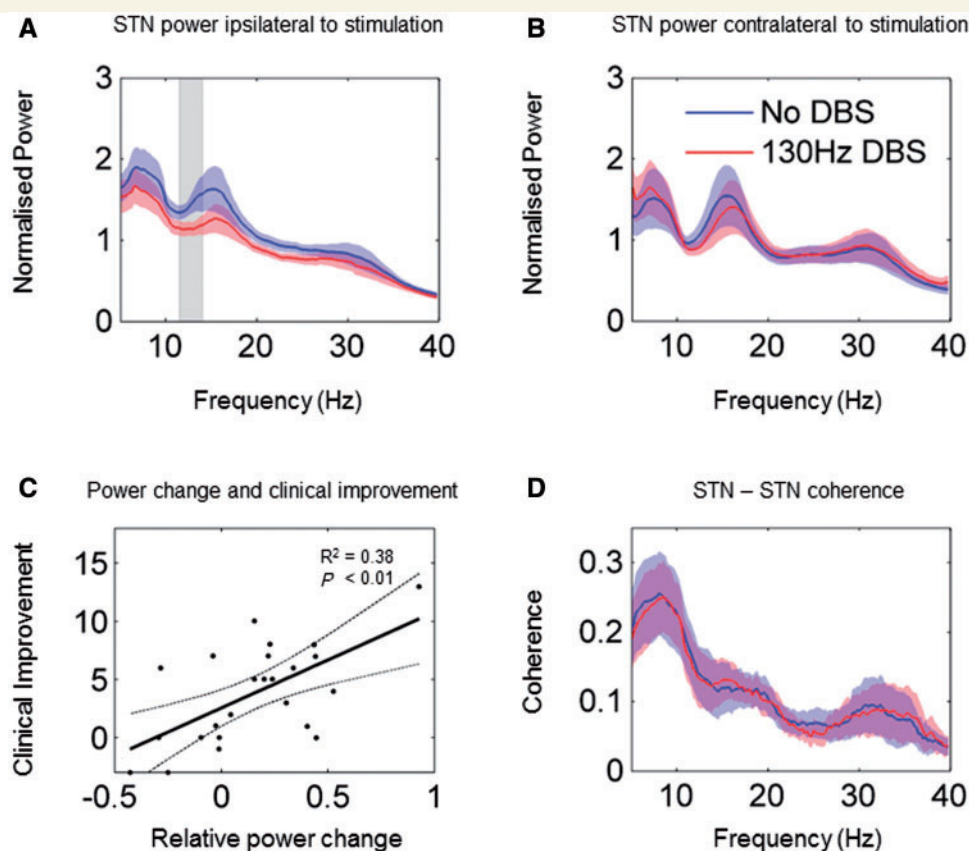 A
STN power ipsilateral to stimulation
3
2
1
0
Normalised Power
10 20 30 40
Frequency (Hz)
B
STN power contralateral to stimulation
3
2
1
0
Normalised Power
No DBS
130Hz DBS
10 20 30 40
Frequency (Hz)
C
Power change and clinical improvement
15
10
5
0
Clinical Improvement
R² = 0.38
P < 0.01
-0.5 0 0.5 1
Relative power change
D
STN – STN coherence
0.3
0.2
0.1
0
Coherence
10 20 30 40
Frequency (Hz)